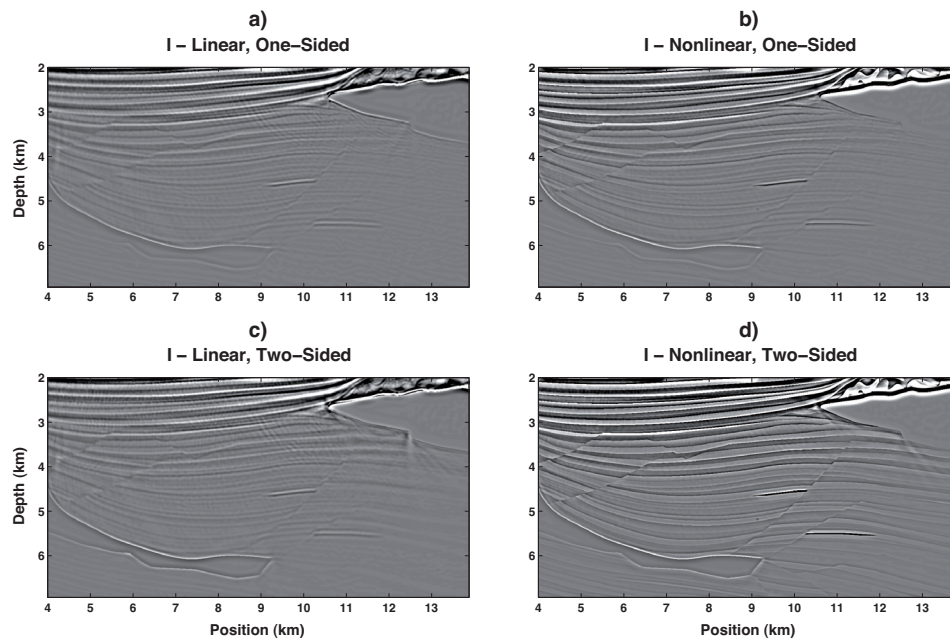 a)
I – Linear, One–Sided
2
3
4
5
6
Depth (km)
4 5 6 7 8 9 10 11 12 13
b)
I – Nonlinear, One–Sided
2
3
4
5
6
4 5 6 7 8 9 10 11 12 13
c)
I – Linear, Two–Sided
2
3
4
5
6
Depth (km)
4 5 6 7 8 9 10 11 12 13
Position (km)
d)
I – Nonlinear, Two–Sided
2
3
4
5
6
4 5 6 7 8 9 10 11 12 13
Position (km)